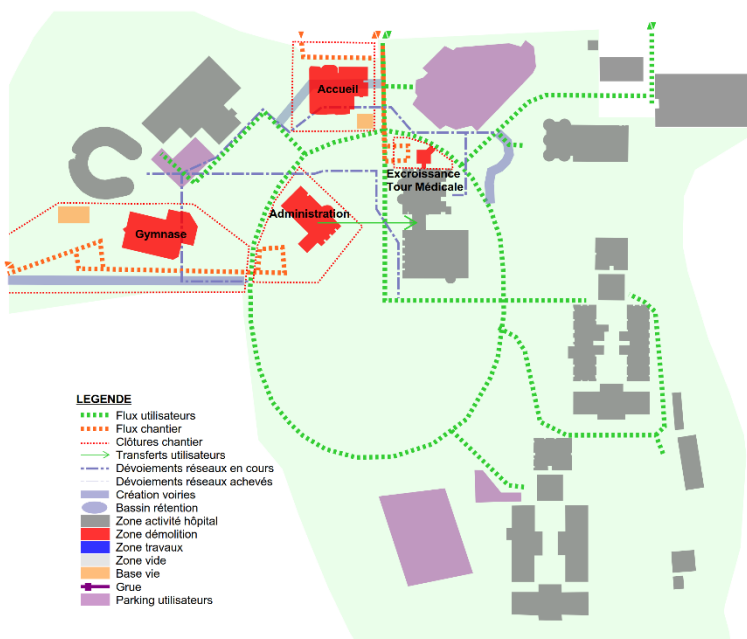 Accueil
Excroissance
Tour Médicale
Administration
Gymnase
LEGENDE
Flux utilisateurs
Flux chantier
Clôtures chantier
Transferts utilisateurs
Dévoiements réseaux en cours
Dévoiements réseaux achevés
Création voiries
Bassin rétention
Zone activité hôpital
Zone démolition
Zone travaux
Zone vide
Base vie
Grue
Parking utilisateurs